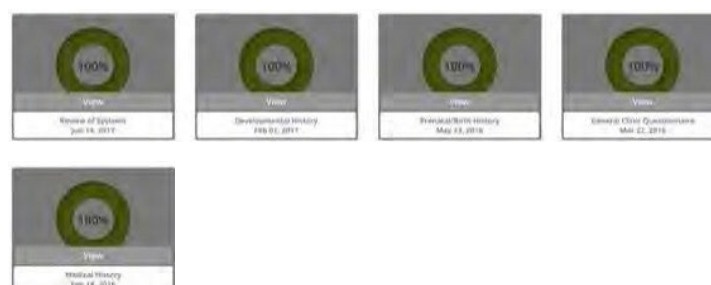 100%
View
Review of Systems
Jun 14, 2017
100%
View
Developmental History
Feb 01, 2017
100%
View
Prenatal/Birth History
May 13, 2016
100%
View
General Clinic Questionnaire
Mar 22, 2016
100%
View
Medical History
2016